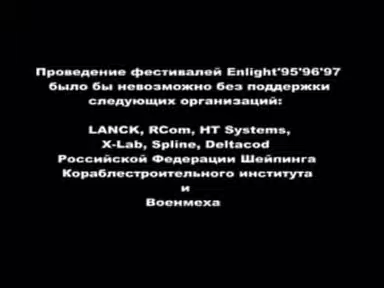 Проведение фестивалей Enlight'95'96'97
было бы невозможно без поддержки
следующих организаций:
LANCK, RCom, HT Systems,
X-Lab, Spline, Deltacod
Российской Федерации Шейпинга
Кораблестроительного института
и
Военмеха